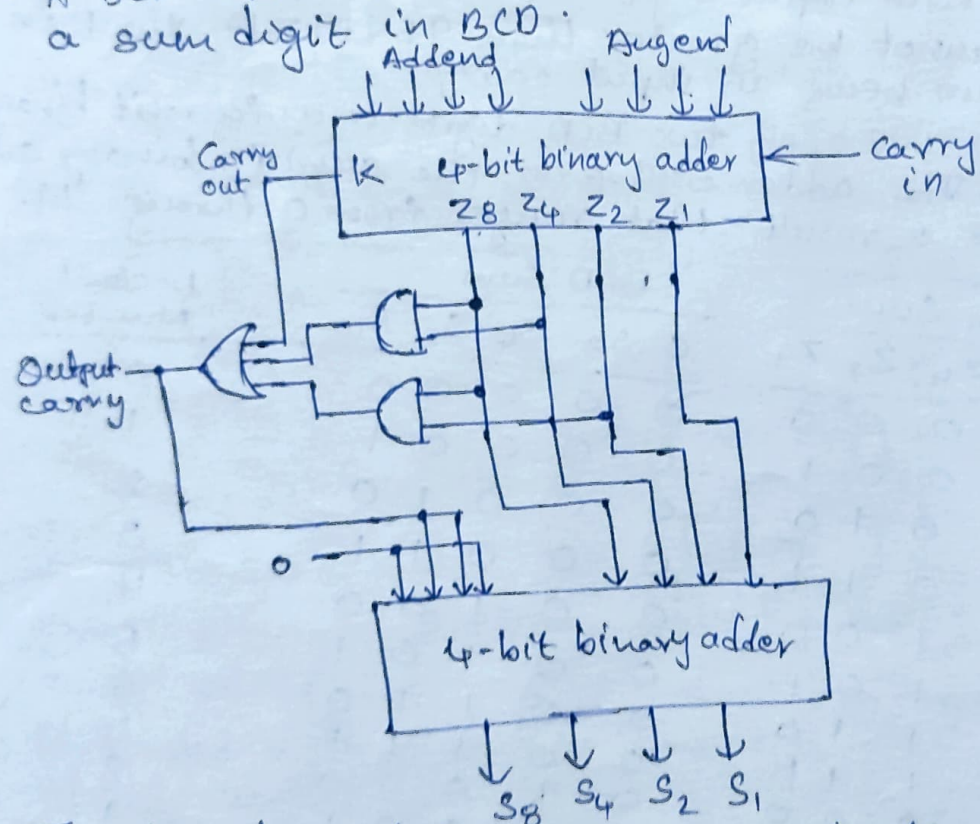 a sum digit in BCD.
Addend Augend
Carry out
K 4-bit binary adder
Carry in
Z8 Z4 Z2 Z1
Output carry
0
4-bit binary adder
S8 S4 S2 S1